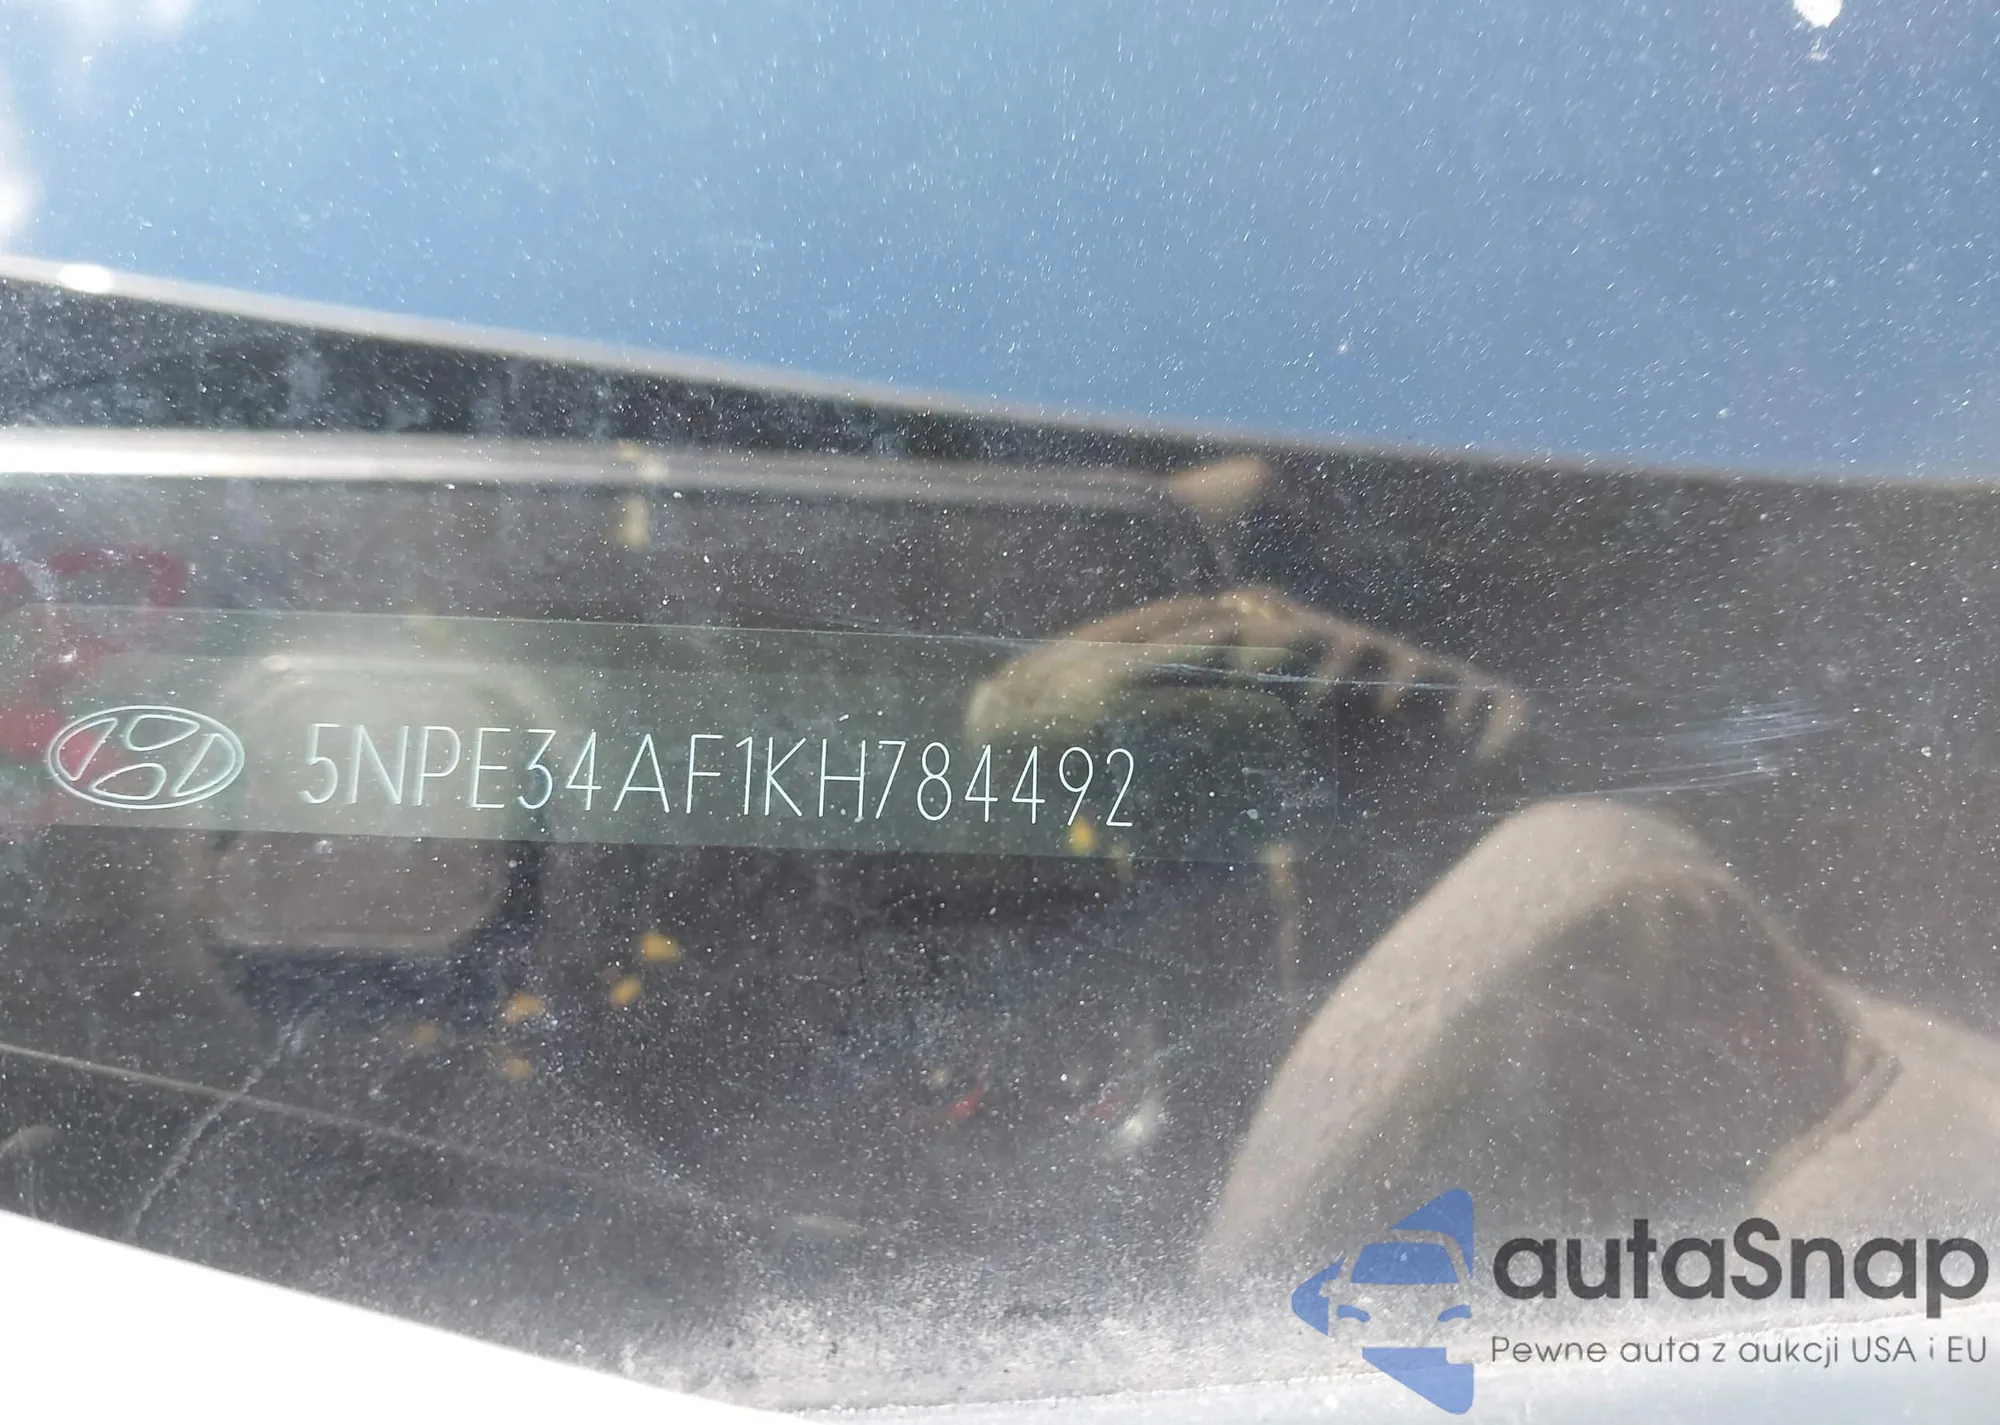 5NPE34AF1KH784492
autaSnap
Pewne auta z aukcji USA i EU